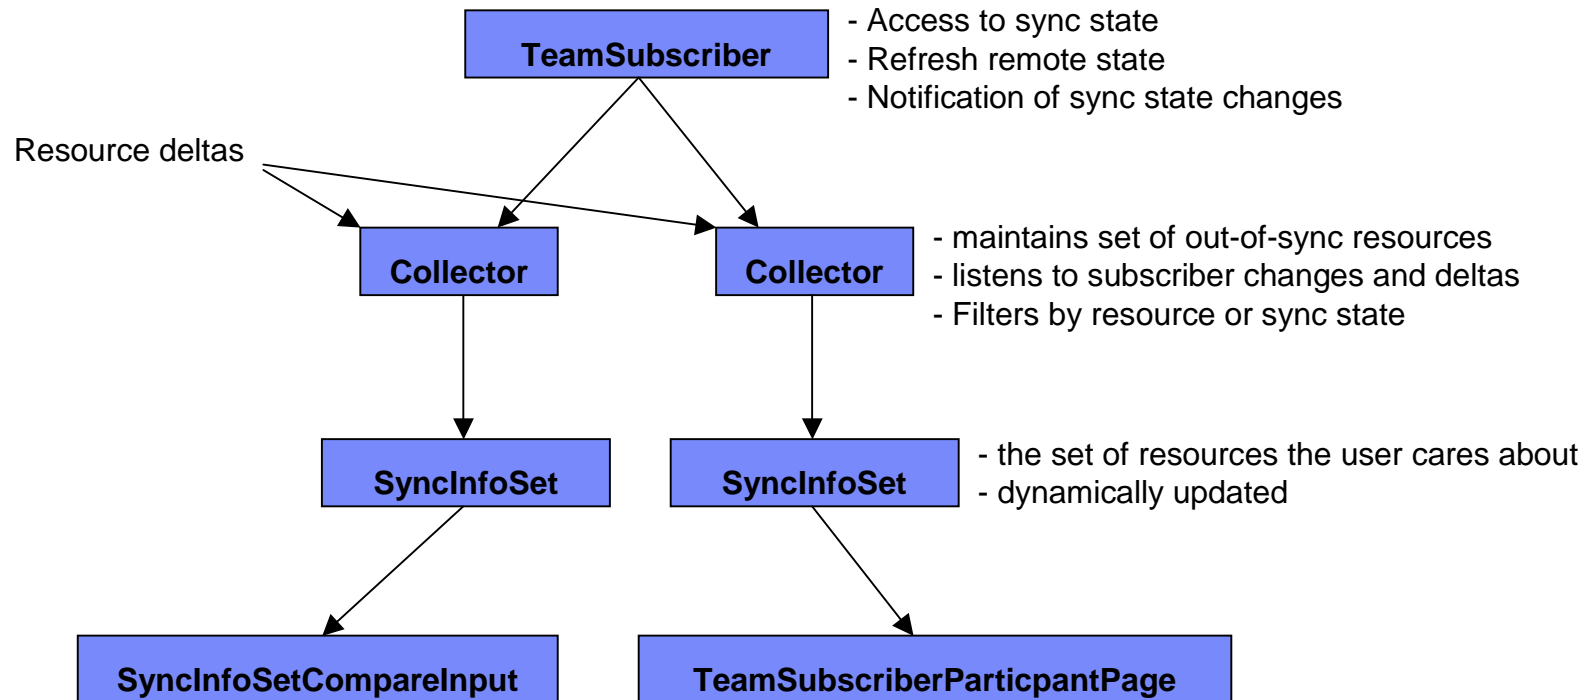 TeamSubscriber
- Access to sync state
- Refresh remote state
- Notification of sync state changes
Resource deltas
Collector
Collector
- maintains set of out-of-sync resources
- listens to subscriber changes and deltas
- Filters by resource or sync state
SyncInfoSet
SyncInfoSet
- the set of resources the user cares about
- dynamically updated
SyncInfoSetCompareInput
TeamSubscriberParticpantPage